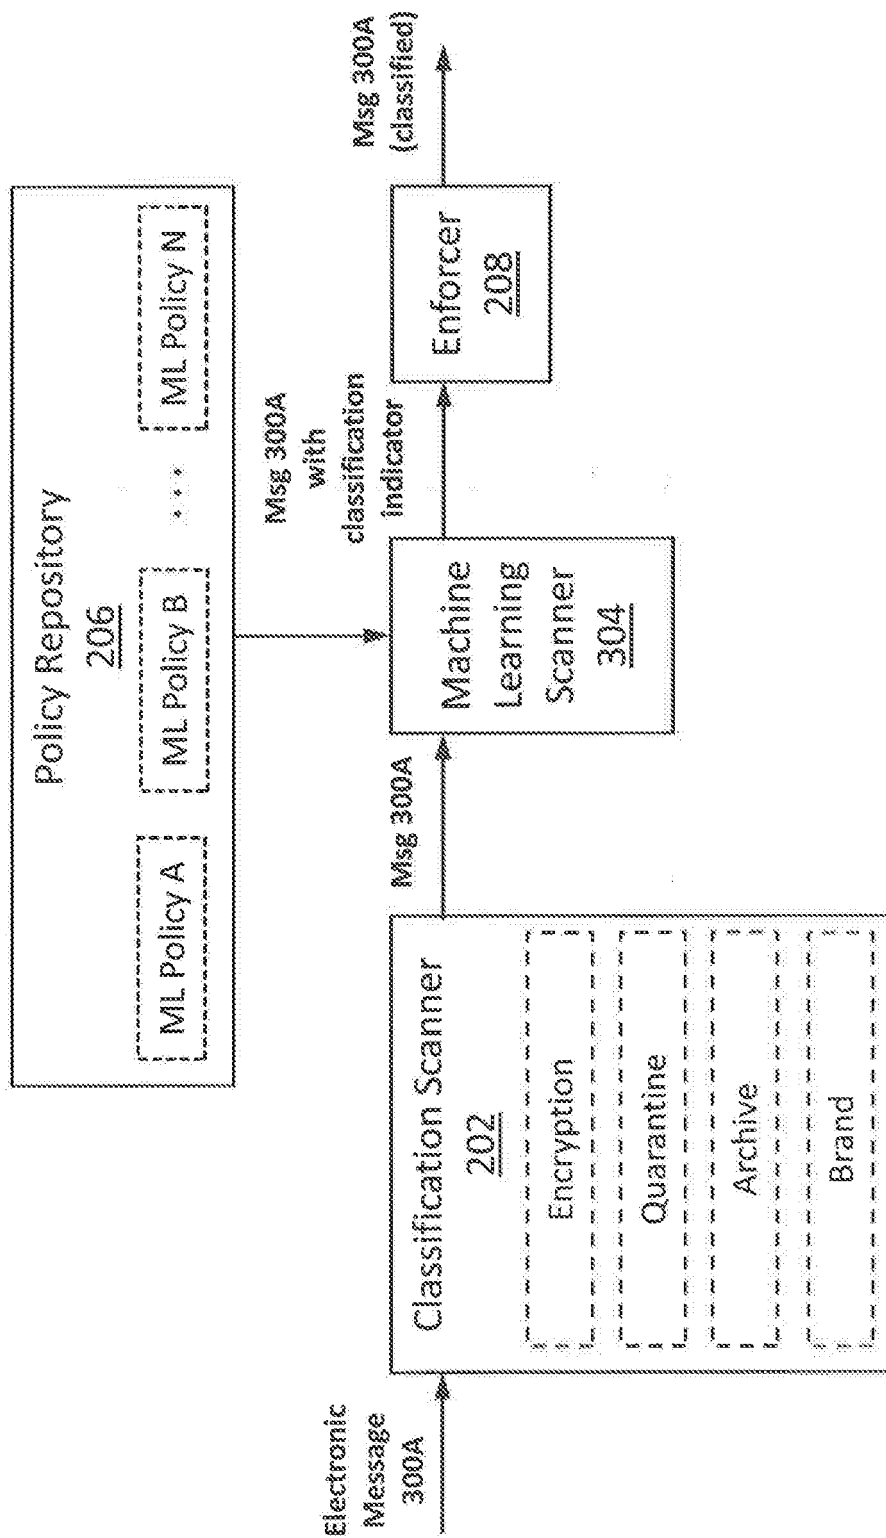 Policy Repository
206
ML Policy A
ML Policy B
. . .
ML Policy N
Electronic
Message
300A
Classification Scanner
202
Encryption
Quarantine
Archive
Brand
Msg 300A
Machine
Learning
Scanner
304
Msg 300A
with
classification
indicator
Enforcer
208
Msg 300A
(classified)